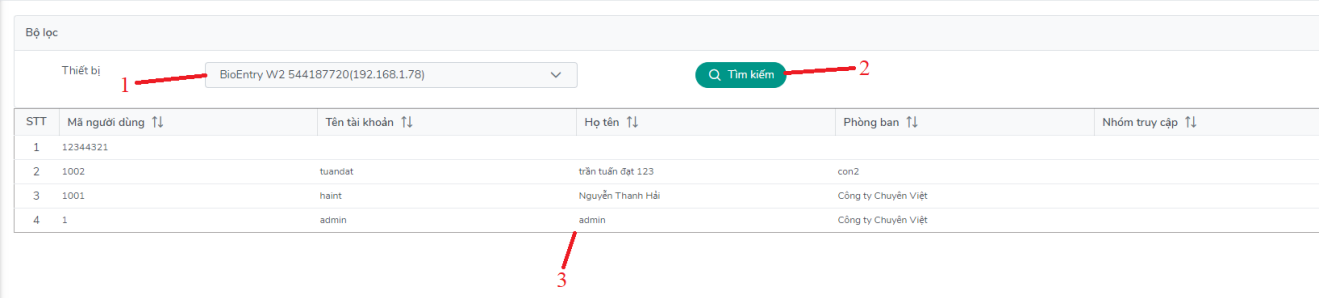 Bộ lọc
Thiết bị BioEntry W2 544187720(192.168.1.78) Tìm kiếm 2
1
STT Mã người dùng Tên tài khoản Họ tên Phòng ban Nhóm truy cập
1 12344321
2 1002 tuandat trần tuấn đạt 123 con2
3 1001 haint Nguyễn Thanh Hải Công ty Chuyên Việt
4 1 admin admin Công ty Chuyên Việt
3